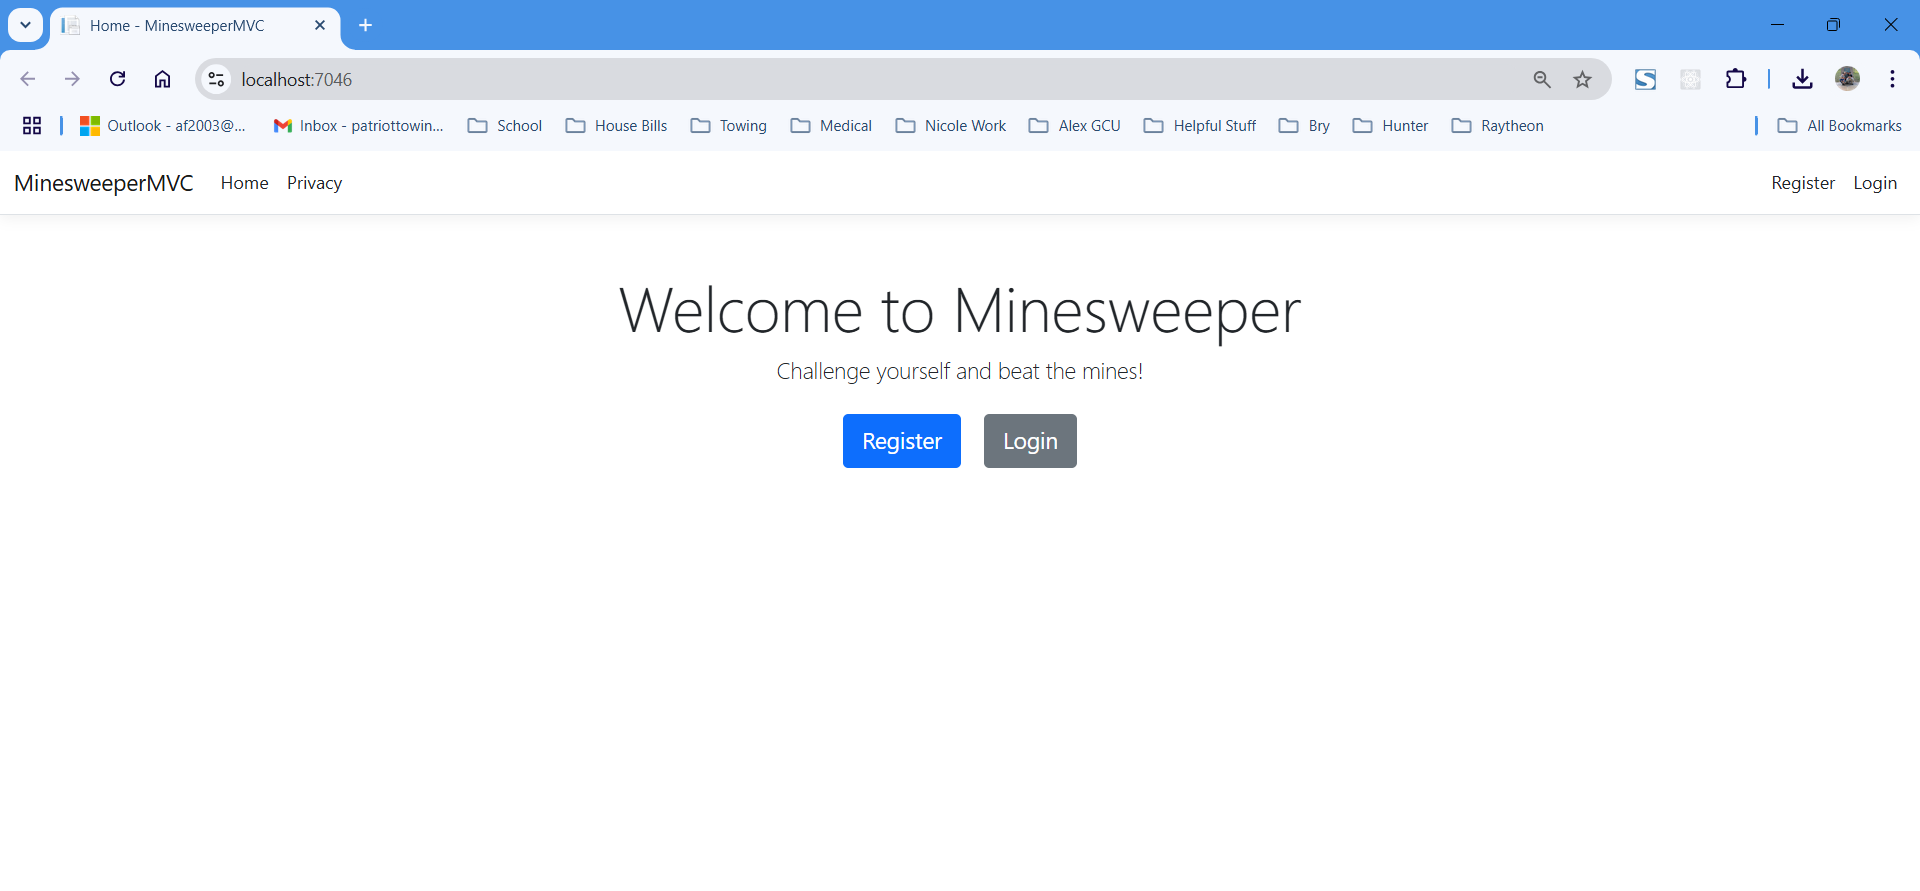 Home - MinesweeperMVC
localhost:7046
Outlook - af2003@... Inbox - patriottowin... School House Bills Towing Medical Nicole Work Alex GCU Helpful Stuff Bry Hunter Raytheon All Bookmarks
MinesweeperMVC Home Privacy Register Login
Welcome to Minesweeper
Challenge yourself and beat the mines!
Register Login